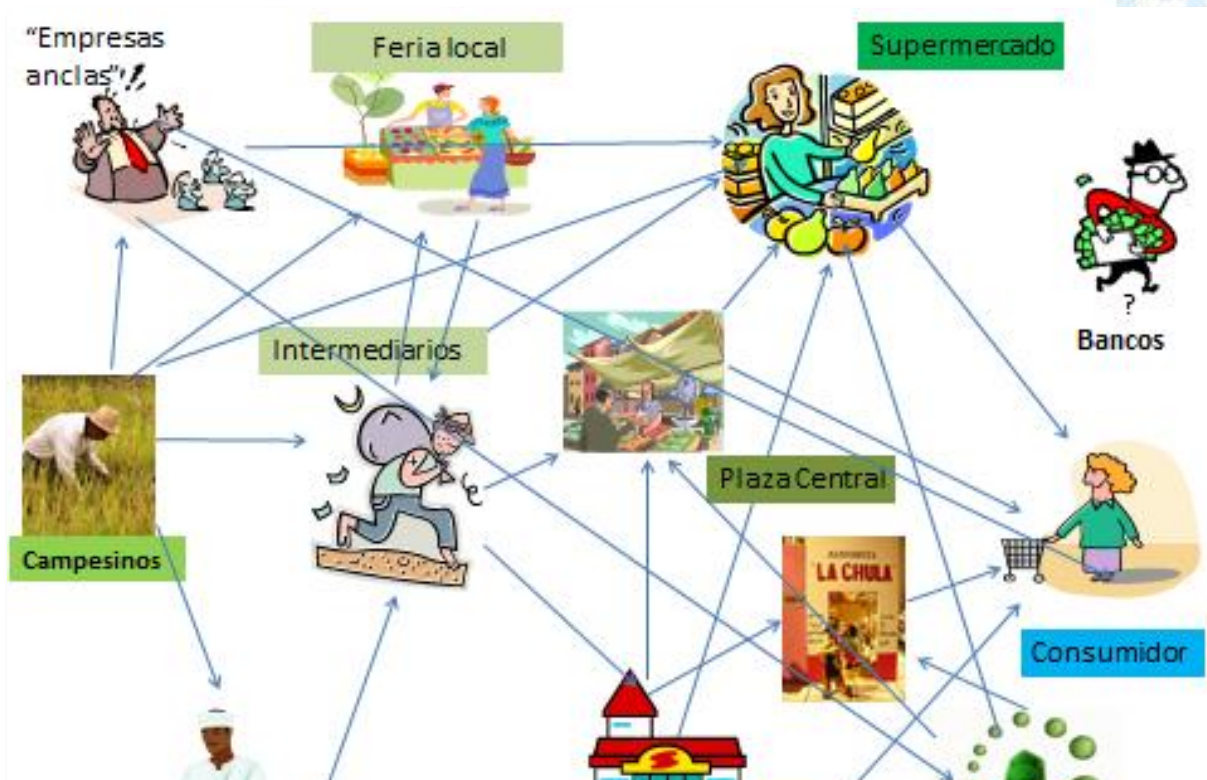 "Empresas
anclas"
Feria local
Supermercado
?
Bancos
Intermediarios
Plaza Central
Campesinos
LA CHULA
Consumidor